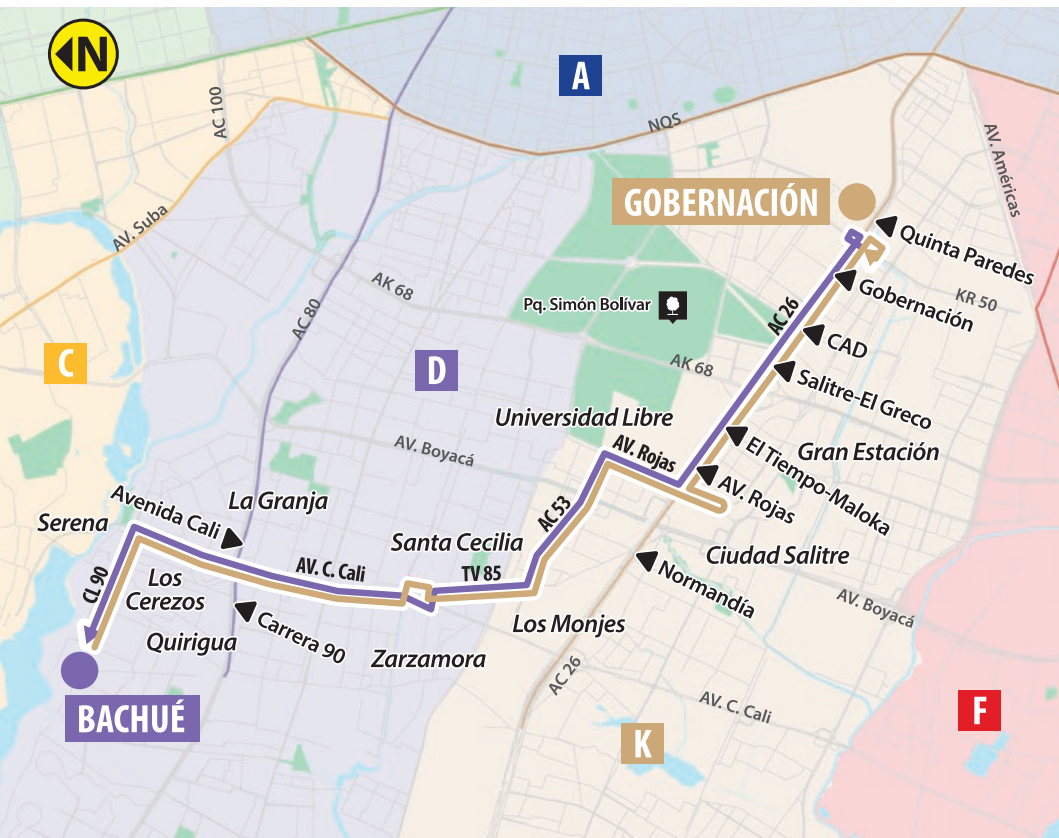 N
A
AC 100
NQS
AV. Américas
GOBERNACIÓN
AV. Suba
Quinta Paredes
AK 68
KR 50
Gobernación
Pq. Simón Bolívar
AC 80
AC 26
CAD
C
D
AK 68
Salitre-El Greco
Universidad Libre
AV. Boyacá
AV. Rojas
El Tiempo-Maloka
Gran Estación
AV. Rojas
Avenida Cali
La Granja
Serena
AC 53
Santa Cecilia
Ciudad Salitre
CL 90
Los
Cerezos
AV. C. Cali
TV 85
Normandía
AV. Boyacá
Quirigua
Carrera 90
Los Monjes
Zarzamora
AC 26
BACHUÉ
AV. C. Cali
K
F